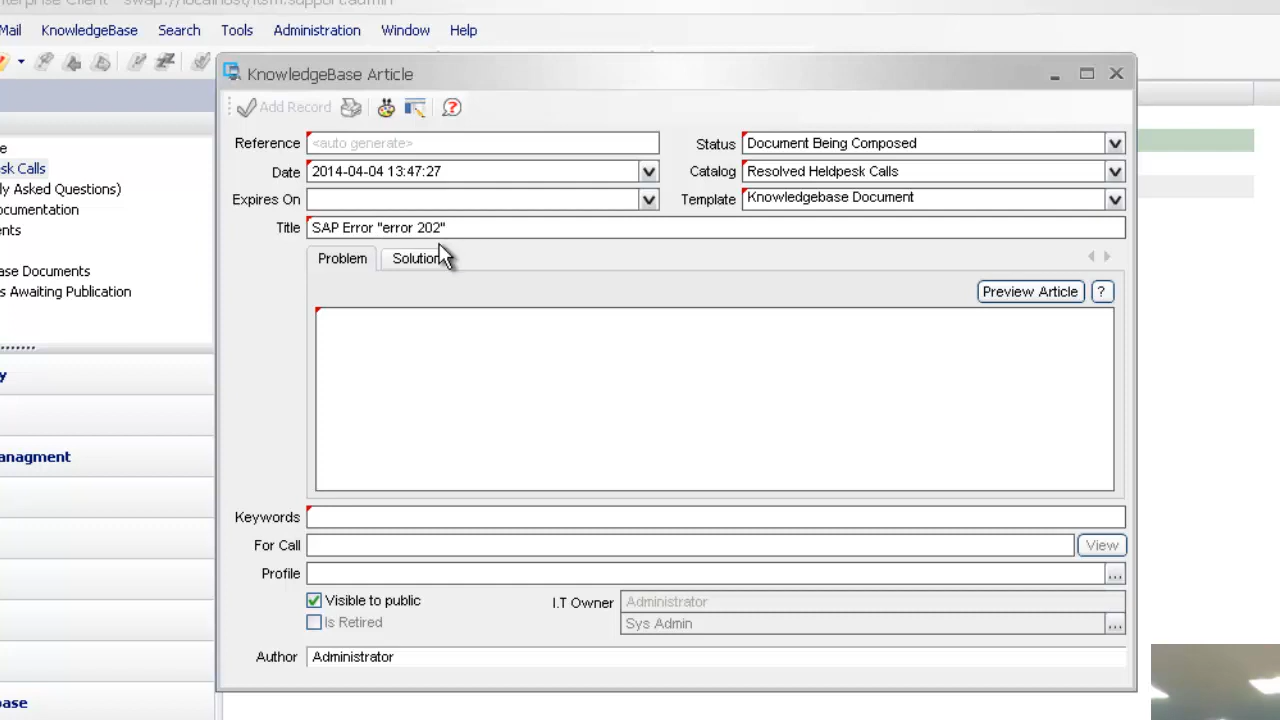 Mail KnowledgeBase Search Tools Administration Window Help
KnowledgeBase Article
Add Record
Reference <auto generate> Status Document Being Composed
Date 2014-04-04 13:47:27 Catalog Resolved Heldpesk Calls
Expires On Template Knowledgebase Document
Title SAP Error "error 202"
Problem Solution
Preview Article ?
Keywords
For Call View
Profile ...
Visible to public I.T Owner Administrator
Is Retired Sys Admin ...
Author Administrator
e
sk Calls
ly Asked Questions)
ocumentation
ents
ase Documents
s Awaiting Publication
y
anagment
base